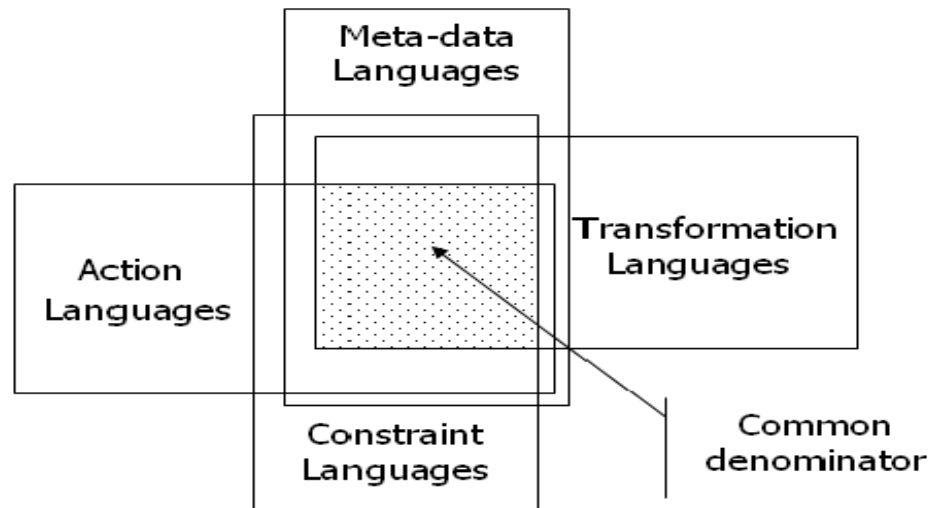 Meta-data
Languages
Transformation
Languages
Action
Languages
Constraint
Languages
Common
denominator